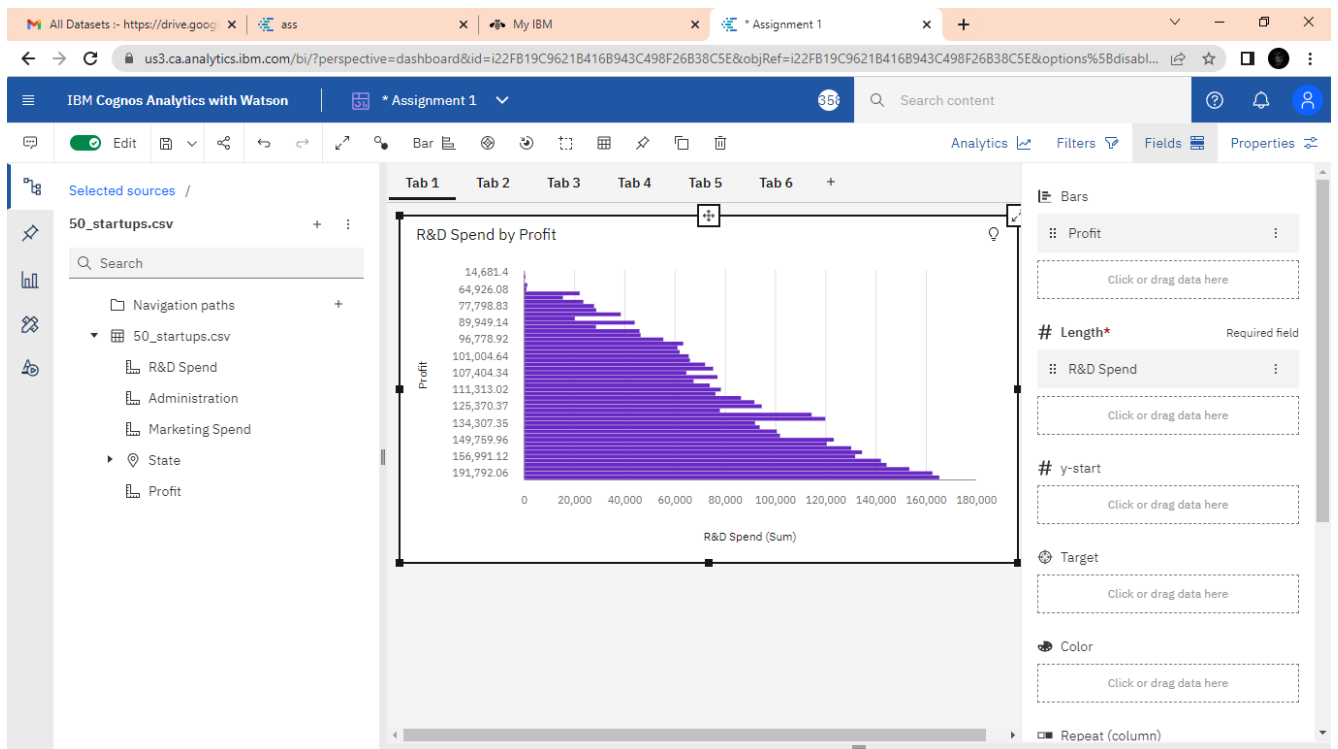 All Datasets :- https://drive.googl
ass
My IBM
* Assignment 1
us3.ca.analytics.ibm.com/bi/?perspective=dashboard&id=i22FB19C9621B416B943C498F26B38C5E&objRef=i22FB19C9621B416B943C498F26B38C5E&options%5Bdisabl...
IBM Cognos Analytics with Watson
* Assignment 1
358
Search content
Edit
Bar
Analytics
Filters
Fields
Properties
Selected sources /
50_startups.csv
Search
Navigation paths
50_startups.csv
R&D Spend
Administration
Marketing Spend
State
Profit
Tab 1
Tab 2
Tab 3
Tab 4
Tab 5
Tab 6
R&D Spend by Profit
Profit
14,681.4
64,926.08
77,798.83
89,949.14
96,778.92
101,004.64
107,404.34
111,313.02
125,370.37
134,307.35
149,759.96
156,991.12
191,792.06
0 20,000 40,000 60,000 80,000 100,000 120,000 140,000 160,000 180,000
R&D Spend (Sum)
Bars
Profit
Click or drag data here
# Length* Required field
R&D Spend
Click or drag data here
# y-start
Click or drag data here
Target
Click or drag data here
Color
Click or drag data here
Repeat (column)